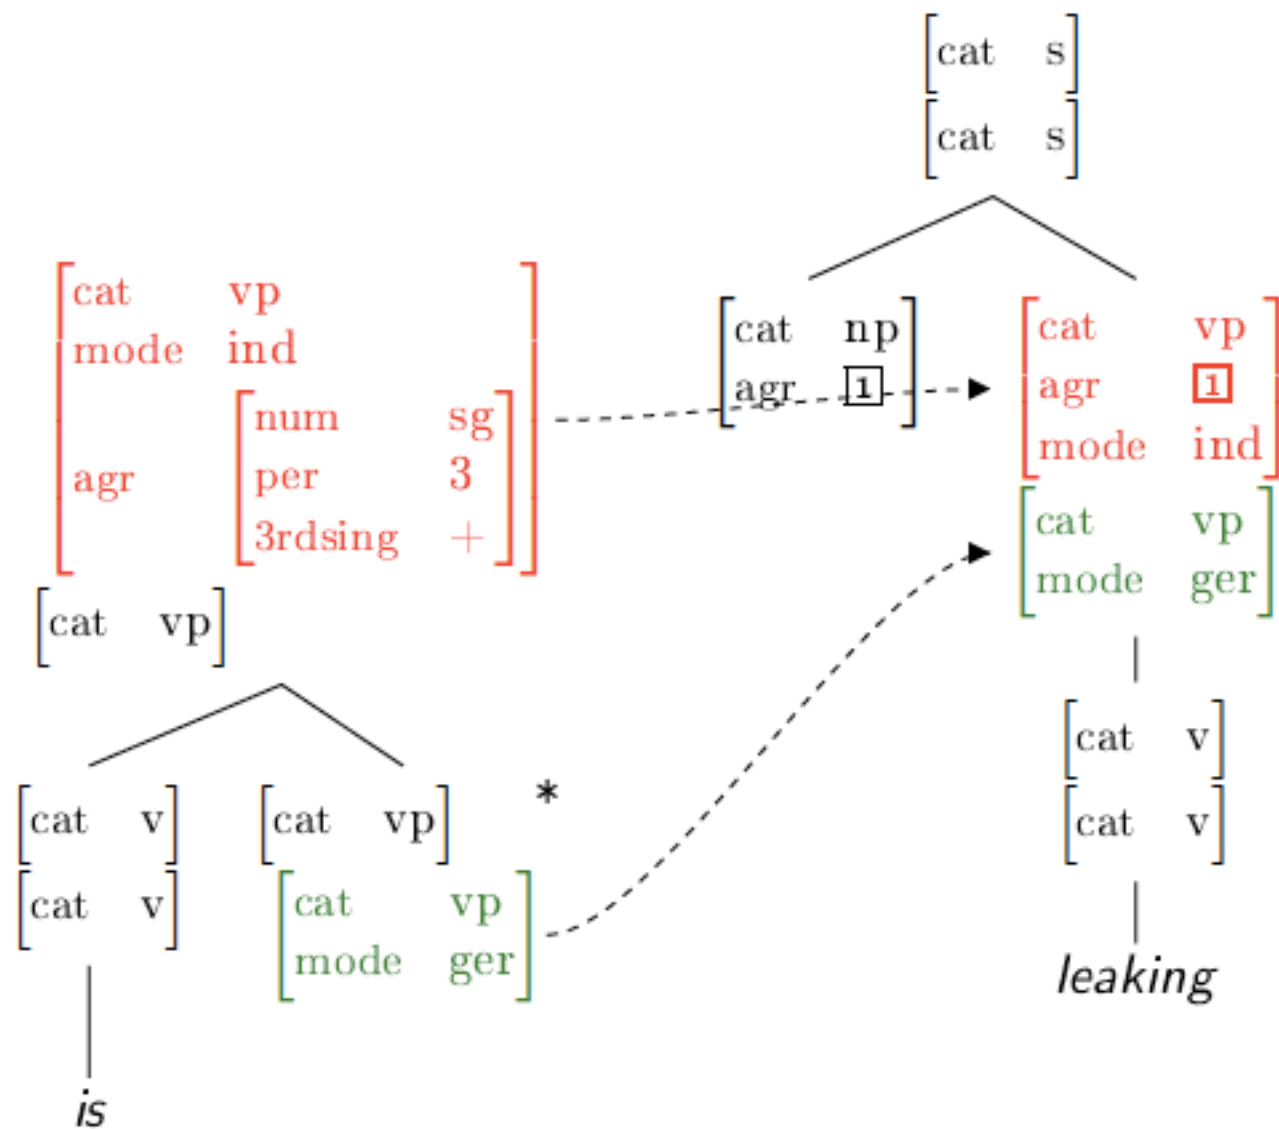 cat s
cat s
cat np
agr 1
cat vp
agr 1
mode ind
cat vp
mode ger
cat v
cat v
leaking
cat vp
mode ind
agr
num sg
per 3
3rdsing +
cat vp
cat v
cat v
is
cat vp
*
cat vp
mode ger